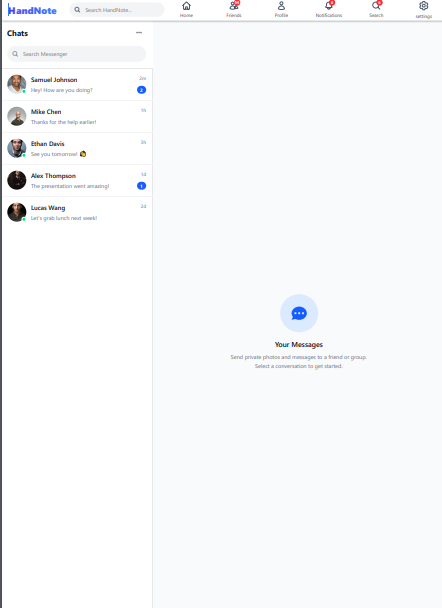 HandNote
Search HandNote...
Home
Friends
Profile
Notifications
Search
settings
Chats
Search Messenger
Samuel Johnson
2m
Hey! How are you doing?
2
Mike Chen
1h
Thanks for the help earlier!
Ethan Davis
3h
See you tomorrow! 👋
Alex Thompson
1d
The presentation went amazing!
1
Lucas Wang
2d
Let's grab lunch next week!
Your Messages
Send private photos and messages to a friend or group.
Select a conversation to get started.